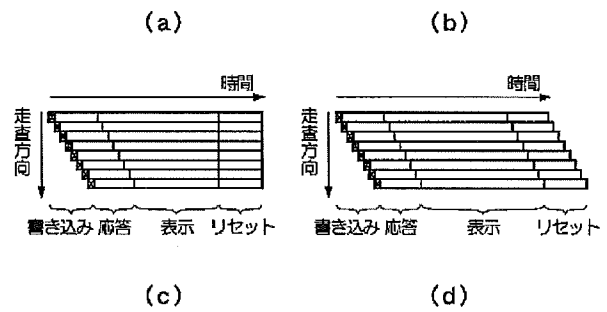 (a)
(b)
時間
走査方向
書き込み 応答 表示 リセット
時間
走査方向
書き込み 応答 表示 リセット
(c)
(d)